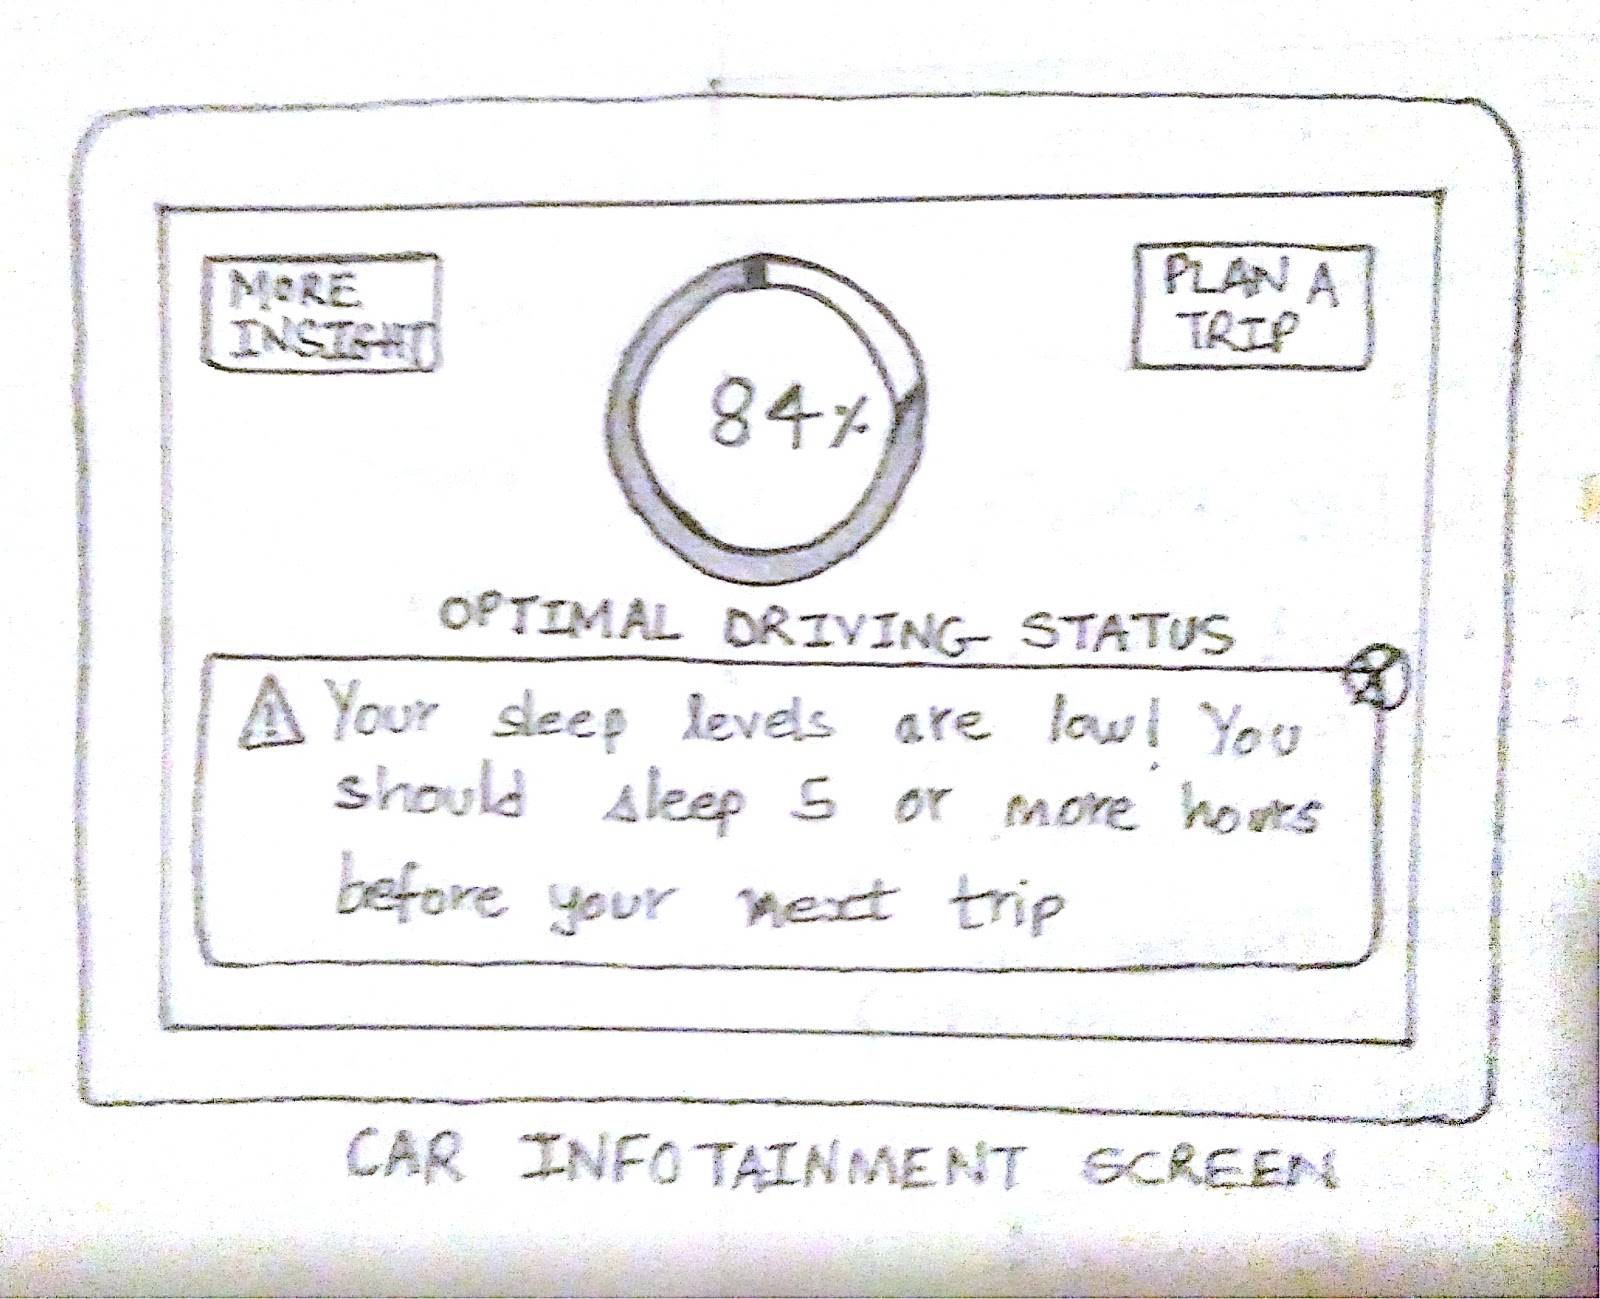 MORE
INSIGHT
PLAN A
TRIP
84%
OPTIMAL DRIVING STATUS
Your sleep levels are low! You
should sleep 5 or more hours
before your next trip
CAR INFOTAINMENT SCREEN